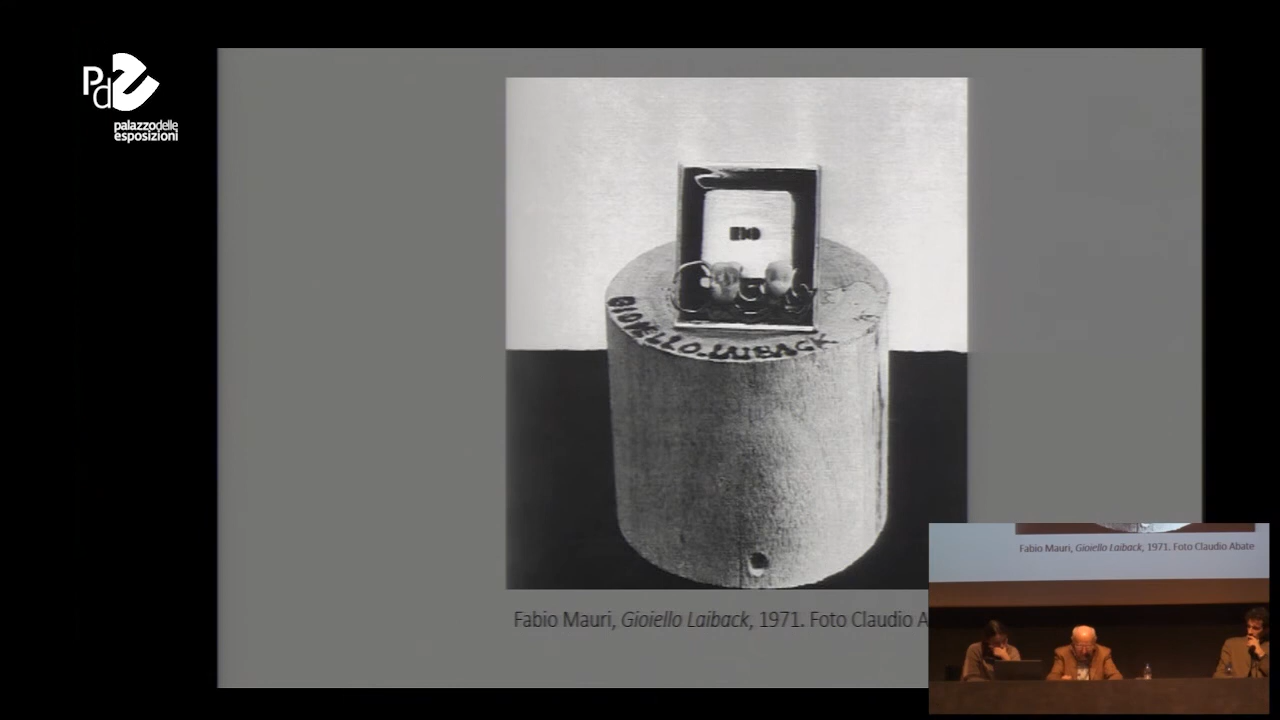 Pd
palazzodelle
esposizioni
no
GIOIELLO-LUBACK
Fabio Mauri, Gioiello Laiback, 1971. Foto Claudio A
Fabio Mauri, Gioiello Laiback, 1971. Foto Claudio Abate